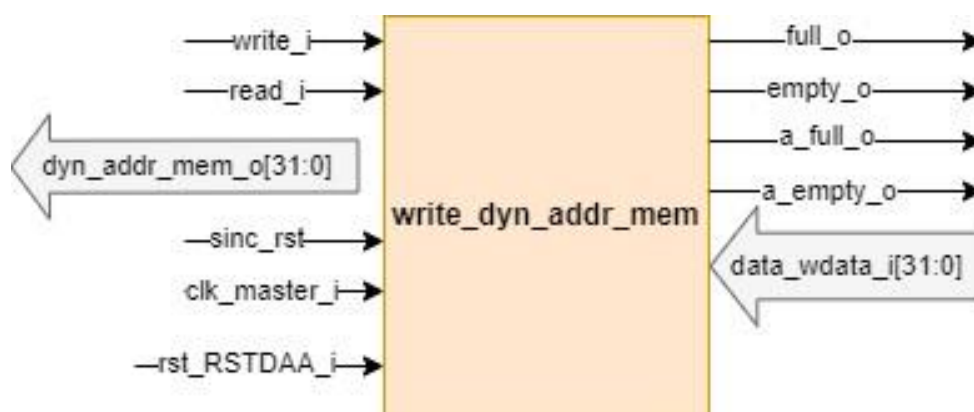 write_i
read_i
dyn_addr_mem_o[31:0]
sinc_rst
clk_master_i
rst_RSTDAA_i
write_dyn_addr_mem
full_o
empty_o
a_full_o
a_empty_o
data_wdata_i[31:0]